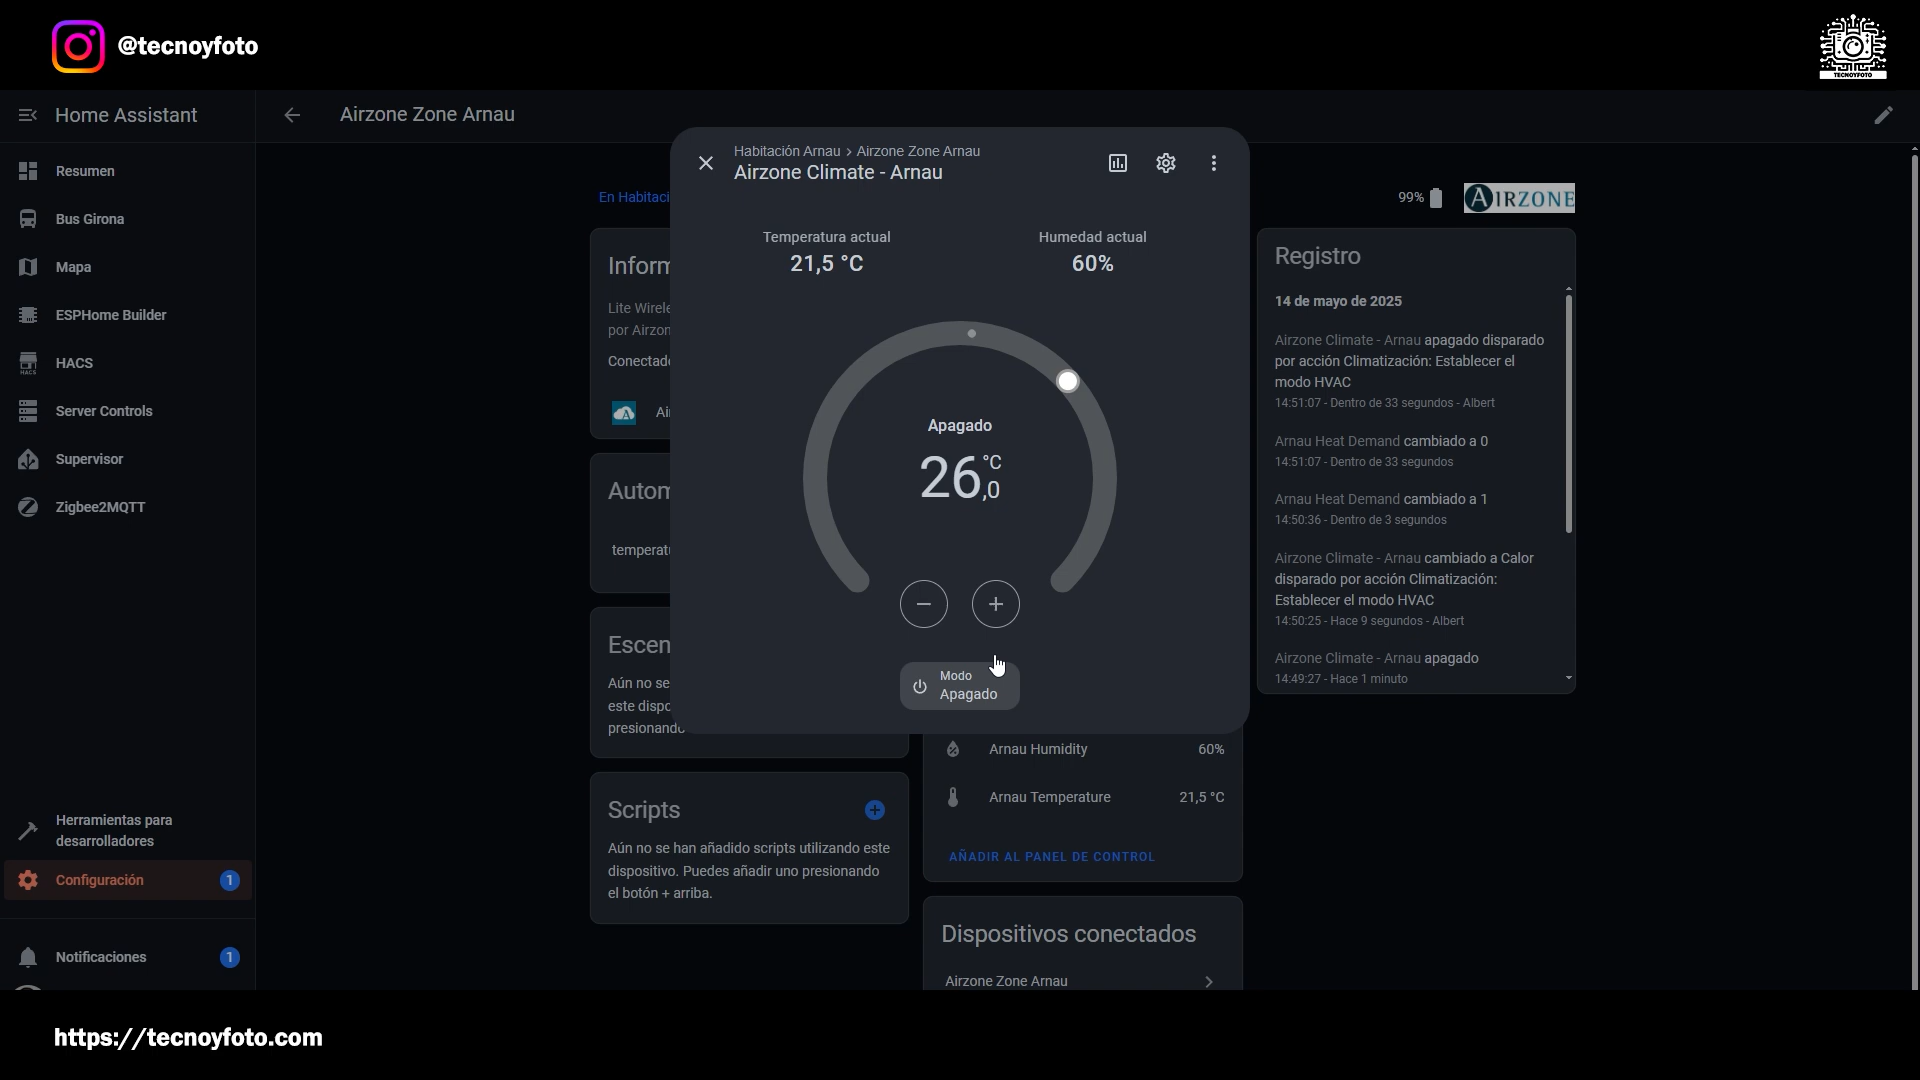 @tecnoyfoto
TECNOYFOTO
Home Assistant
Airzone Zone Arnau
Resumen
Bus Girona
Mapa
ESPHome Builder
HACS
HACS
Server Controls
Supervisor
Zigbee2MQTT
Herramientas para
desarrolladores
Configuración
1
Notificaciones
1
En Habitaci
99%
AIRZONE
Inform
Lite Wirele
por Airzon
Conectado
Ai
Autom
temperatu
Escen
Aún no se
este dispo
presionando
Scripts
Aún no se han añadido scripts utilizando este
dispositivo. Puedes añadir uno presionando
el botón + arriba.
Habitación Arnau › Airzone Zone Arnau
Airzone Climate - Arnau
Temperatura actual
21,5 °C
Humedad actual
60%
Apagado
26,0 °C
Modo
Apagado
Arnau Humidity 60%
Arnau Temperature 21,5 °C
AÑADIR AL PANEL DE CONTROL
Dispositivos conectados
Airzone Zone Arnau
Registro
14 de mayo de 2025
Airzone Climate - Arnau apagado disparado
por acción Climatización: Establecer el
modo HVAC
14:51:07 - Dentro de 33 segundos - Albert
Arnau Heat Demand cambiado a 0
14:51:07 - Dentro de 33 segundos
Arnau Heat Demand cambiado a 1
14:50:36 - Dentro de 3 segundos
Airzone Climate - Arnau cambiado a Calor
disparado por acción Climatización:
Establecer el modo HVAC
14:50:25 - Hace 9 segundos - Albert
Airzone Climate - Arnau apagado
14:49:27 - Hace 1 minuto
https://tecnoyfoto.com